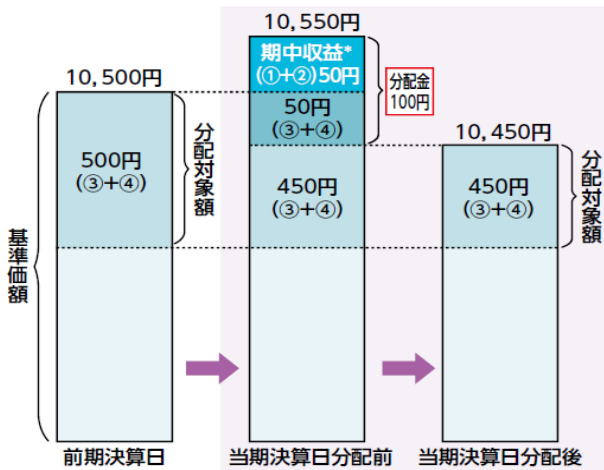 10,550円
期中収益*
(①+②)50円
分配金
100円
10,500円
50円
(③+④)
10,450円
500円
(③+④)
分配対象額
450円
(③+④)
450円
(③+④)
分配対象額
基準価額
前期決算日
当期決算日分配前
当期決算日分配後